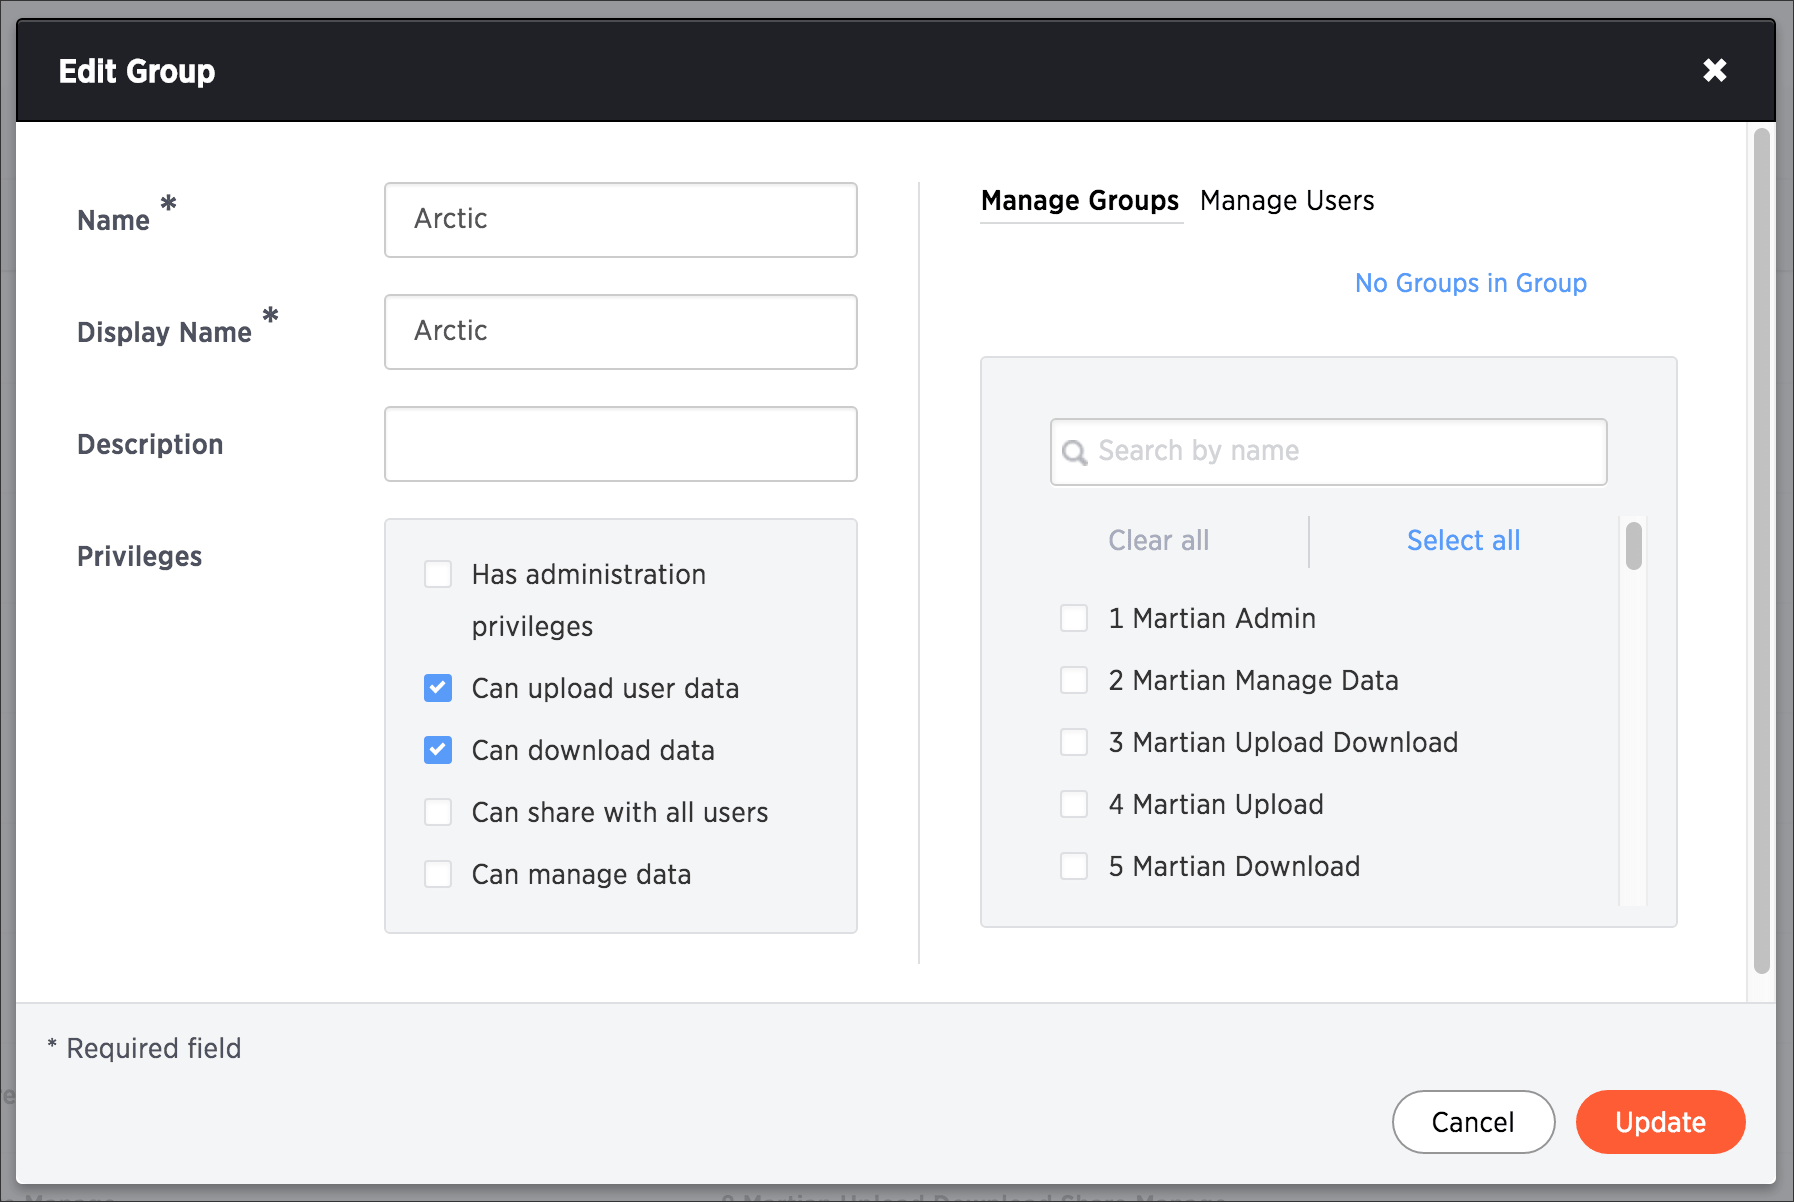 Edit Group
Name *
Arctic
Display Name *
Arctic
Description
Privileges
Has administration
privileges
Can upload user data
Can download data
Can share with all users
Can manage data
Manage Groups Manage Users
No Groups in Group
Search by name
Clear all
Select all
1 Martian Admin
2 Martian Manage Data
3 Martian Upload Download
4 Martian Upload
5 Martian Download
* Required field
Cancel
Update